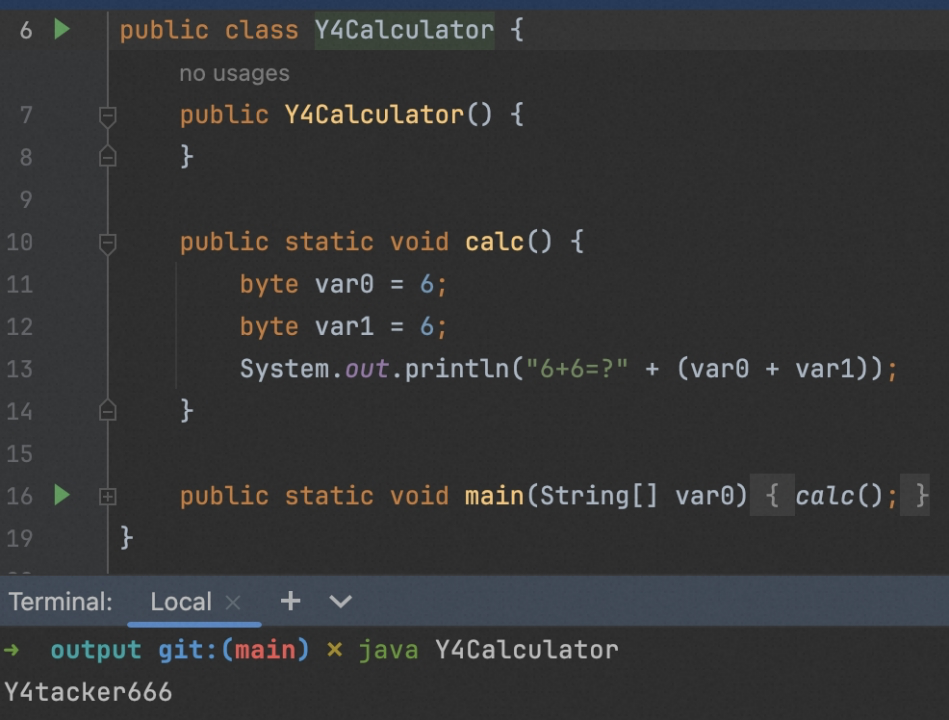 6 public class Y4Calculator {
no usages
7 public Y4Calculator() {
8 }
9
10 public static void calc() {
11 byte var0 = 6;
12 byte var1 = 6;
13 System.out.println("6+6=?" + (var0 + var1));
14 }
15
16 public static void main(String[] var0) { calc(); }
19 }
Terminal: Local × + ⌄
→ output git:(main) × java Y4Calculator
Y4tacker666